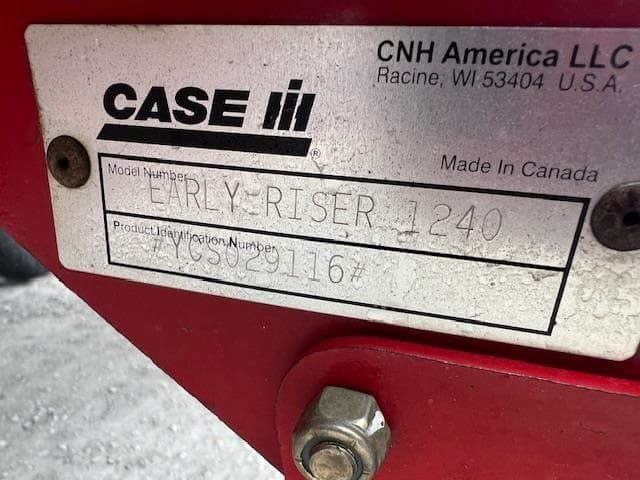 CNH America LLC
Racine, WI 53404 U.S.A.
CASE IH
®
Made In Canada
Model Number
EARLY RISER 1240
Product Identification Number
#YCS029116#